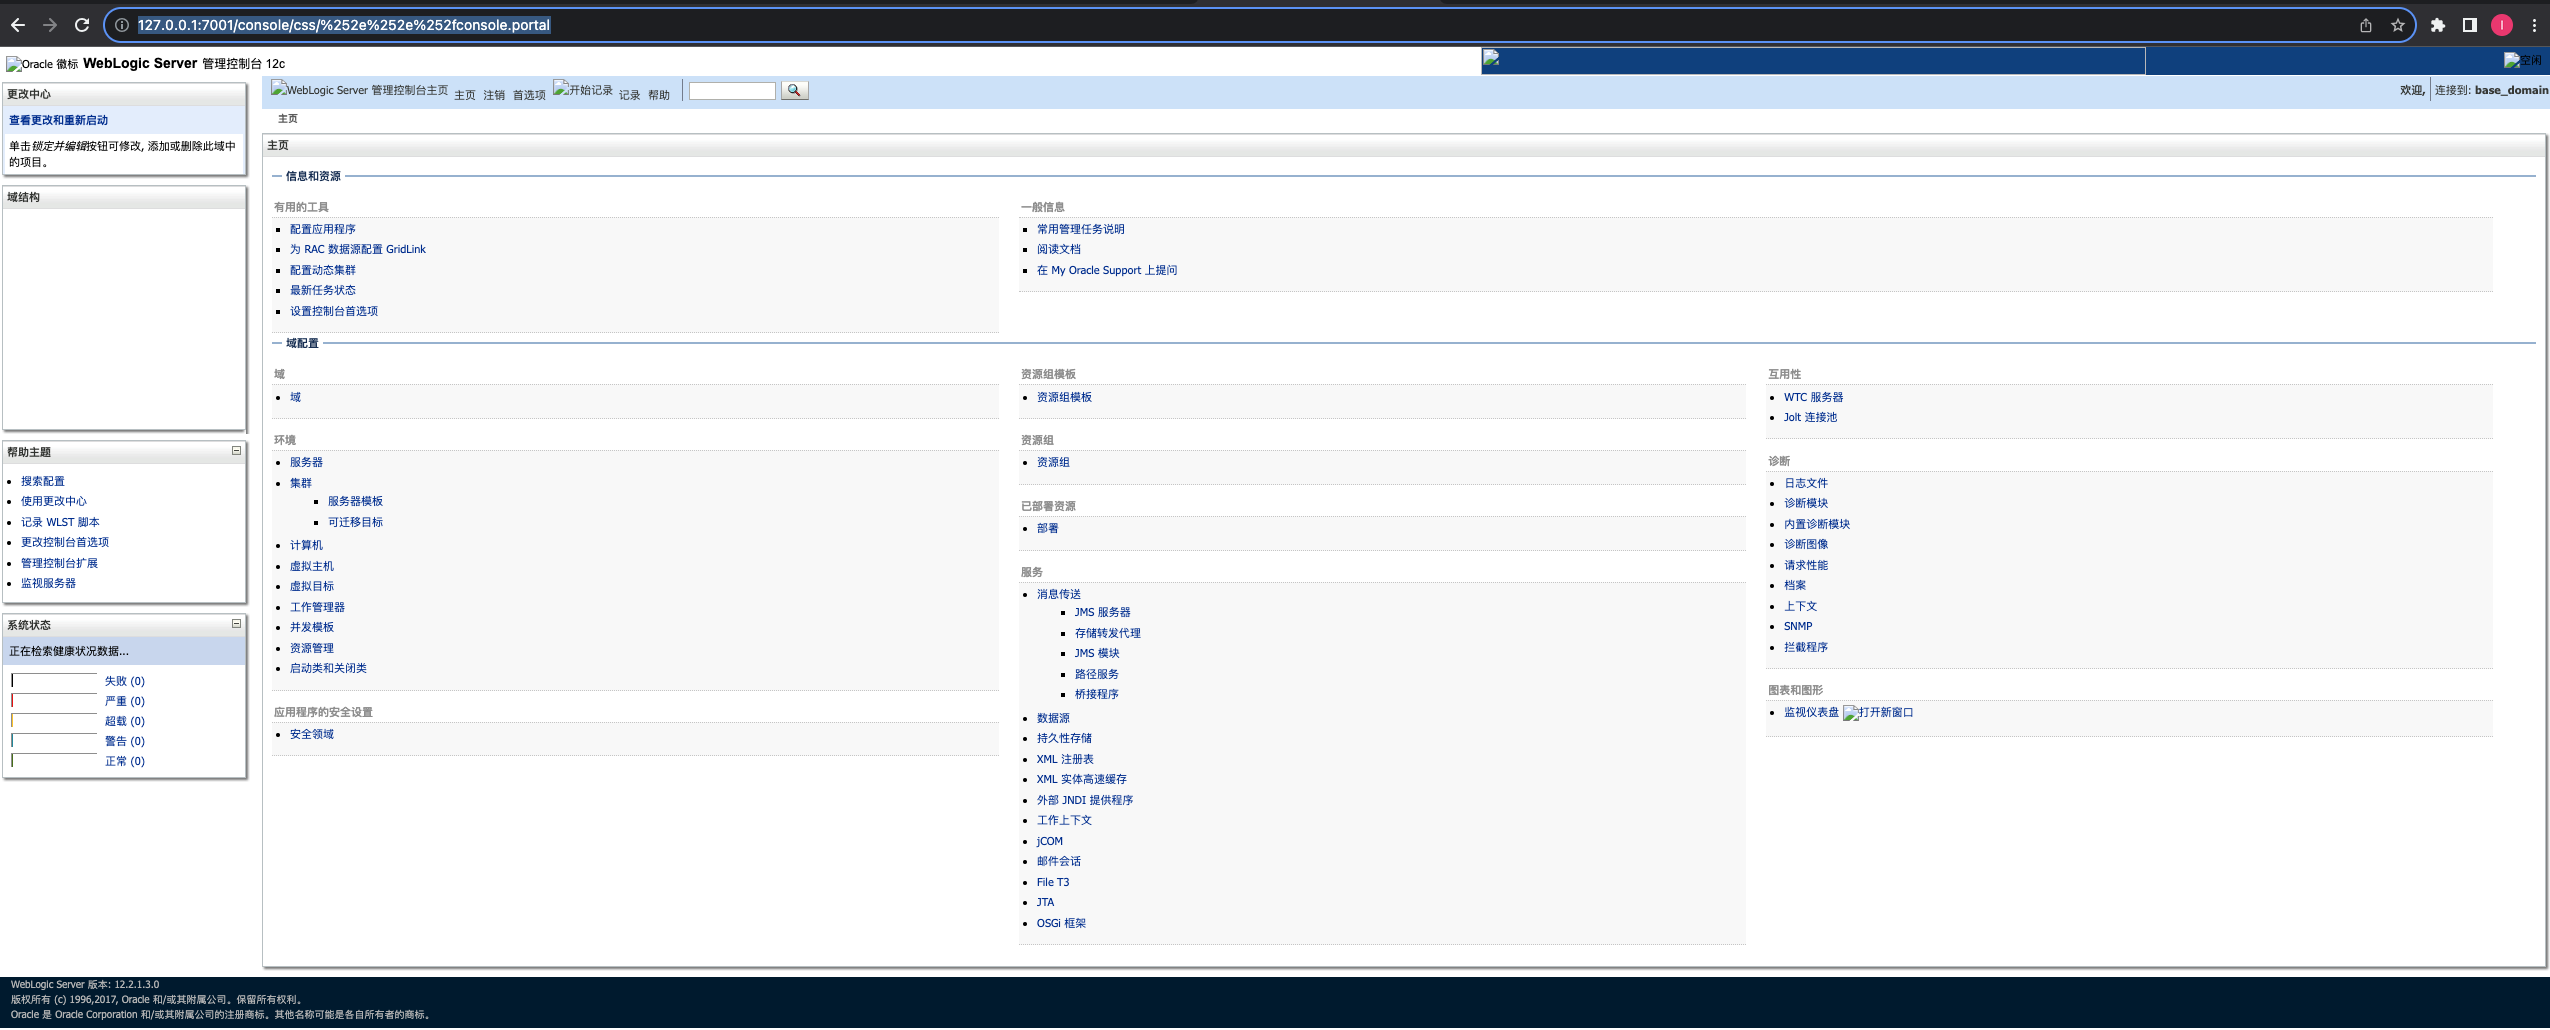 127.0.0.1:7001/console/css/%252e%252e%252fconsole.portal
I
Oracle 徽标 WebLogic Server 管理控制台 12c
空闲
更改中心
查看更改和重新启动
单击锁定并编辑按钮可修改, 添加或删除此域中
的项目。
域结构
帮助主题
搜索配置
使用更改中心
记录 WLST 脚本
更改控制台首选项
管理控制台扩展
监视服务器
系统状态
正在检索健康状况数据...
失败 (0)
严重 (0)
超载 (0)
警告 (0)
正常 (0)
WebLogic Server 管理控制台主页 主页 注销 首选项 开始记录 记录 帮助
欢迎, 连接到: base_domain
主页
主页
信息和资源
有用的工具
配置应用程序
为 RAC 数据源配置 GridLink
配置动态集群
最新任务状态
设置控制台首选项
一般信息
常用管理任务说明
阅读文档
在 My Oracle Support 上提问
域配置
域
域
环境
服务器
集群
服务器模板
可迁移目标
计算机
虚拟主机
虚拟目标
工作管理器
并发模板
资源管理
启动类和关闭类
应用程序的安全设置
安全领域
资源组模板
资源组模板
资源组
资源组
已部署资源
部署
服务
消息传送
JMS 服务器
存储转发代理
JMS 模块
路径服务
桥接程序
数据源
持久性存储
XML 注册表
XML 实体高速缓存
外部 JNDI 提供程序
工作上下文
jCOM
邮件会话
File T3
JTA
OSGi 框架
互用性
WTC 服务器
Jolt 连接池
诊断
日志文件
诊断模块
内置诊断模块
诊断图像
请求性能
档案
上下文
SNMP
拦截程序
图表和图形
监视仪表盘 打开新窗口
WebLogic Server 版本: 12.2.1.3.0
版权所有 (c) 1996,2017, Oracle 和/或其附属公司。保留所有权利。
Oracle 是 Oracle Corporation 和/或其附属公司的注册商标。其他名称可能是各自所有者的商标。